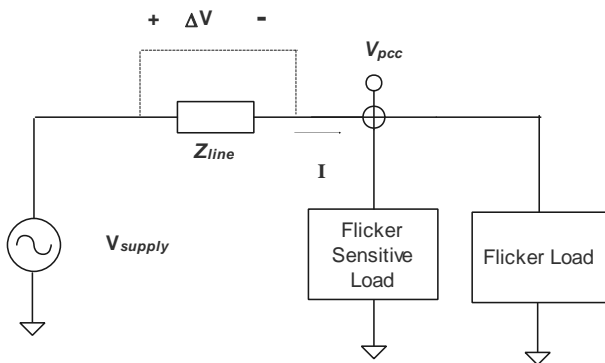 + ΔV -
Vpcc
Zline
I
Vsupply
Flicker
Sensitive
Load
Flicker Load